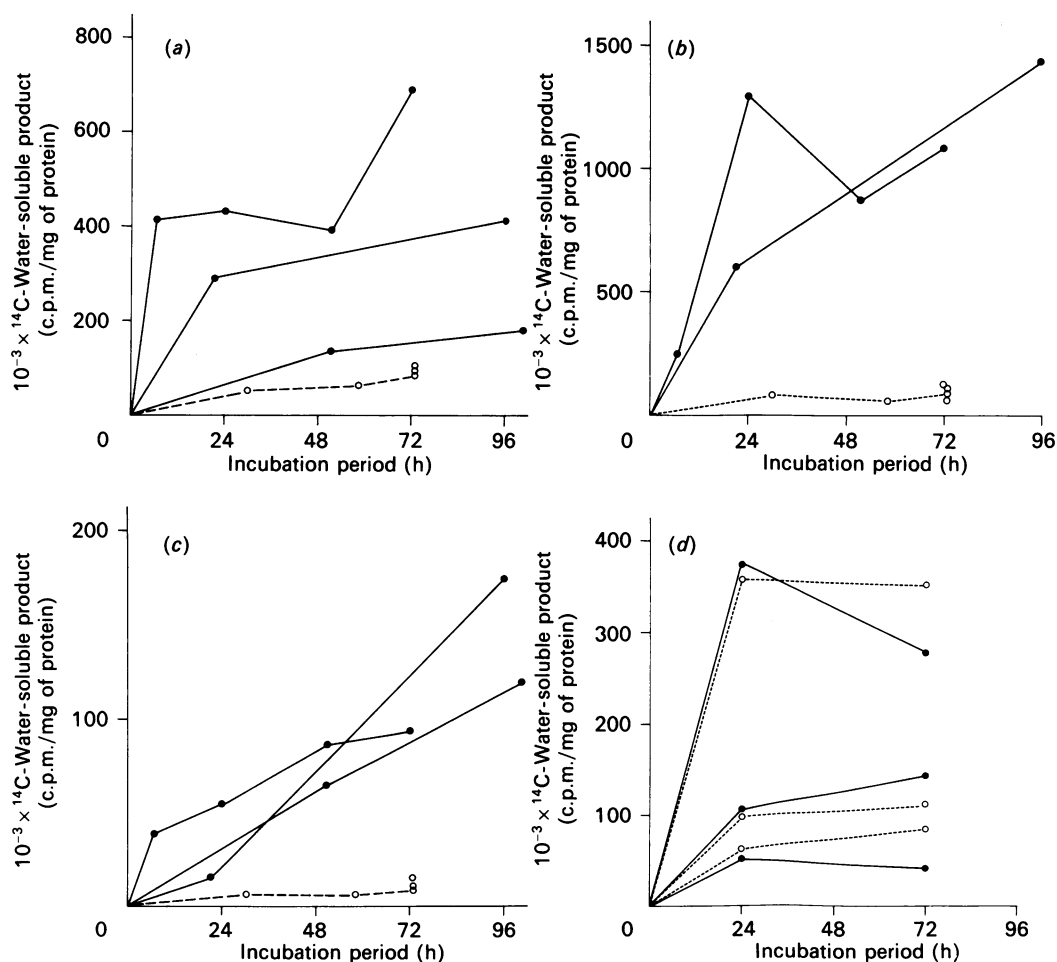 (a)
10⁻³ × ¹⁴C-Water-soluble product
(c.p.m./mg of protein)
800
600
400
200
0
24
48
72
96
Incubation period (h)
(b)
10⁻³ × ¹⁴C-Water-soluble product
(c.p.m./mg of protein)
1500
1000
500
0
24
48
72
96
Incubation period (h)
(c)
10⁻³ × ¹⁴C-Water-soluble product
(c.p.m./mg of protein)
200
100
0
24
48
72
96
Incubation period (h)
(d)
10⁻³ × ¹⁴C-Water-soluble product
(c.p.m./mg of protein)
400
300
200
100
0
24
48
72
96
Incubation period (h)